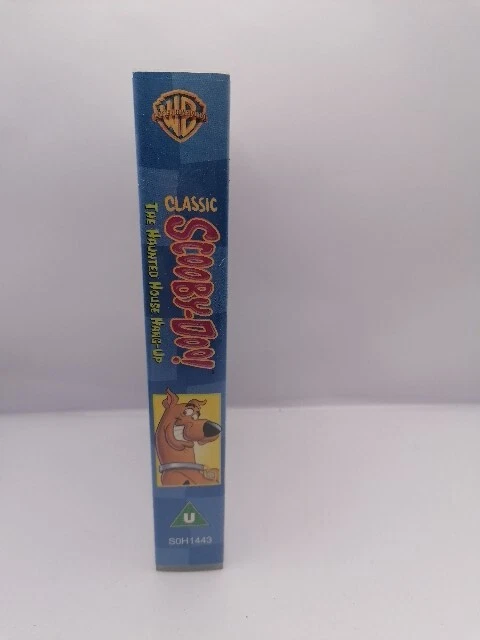 WB
CLASSIC
SCOOBY-DOO!
THE HAUNTED HOUSE HANG-UP
U
S0H1443